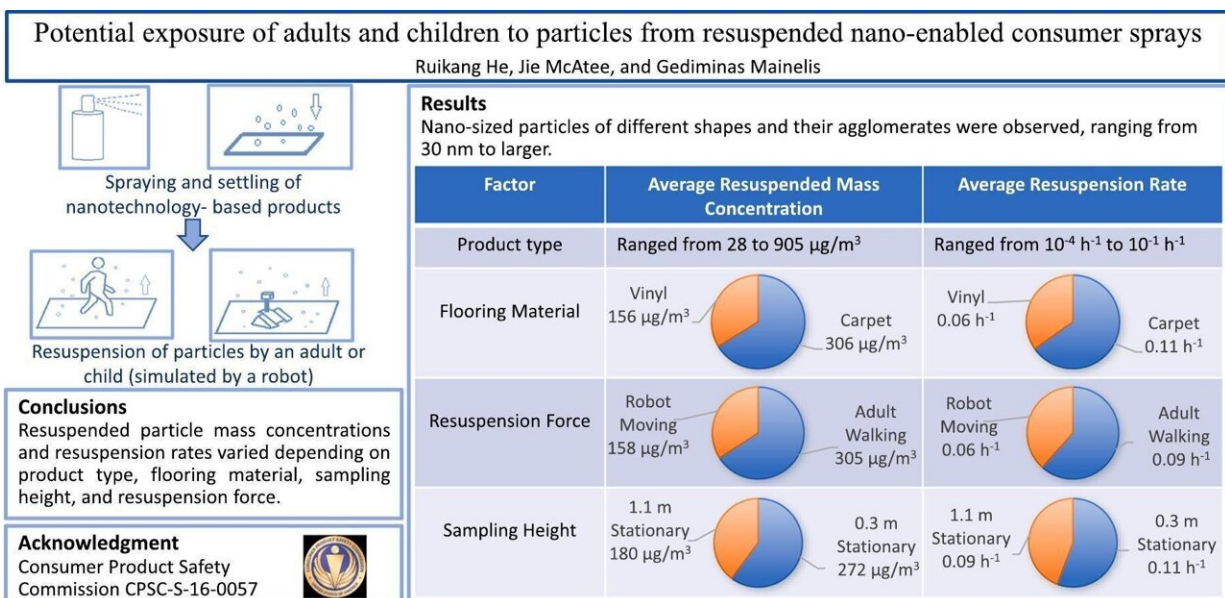 Potential exposure of adults and children to particles from resuspended nano-enabled consumer sprays
Ruikang He, Jie McAtee, and Gediminas Mainelis
Spraying and settling of
nanotechnology- based products
Resuspension of particles by an adult or
child (simulated by a robot)
Conclusions
Resuspended particle mass concentrations
and resuspension rates varied depending on
product type, flooring material, sampling
height, and resuspension force.
Acknowledgment
Consumer Product Safety
Commission CPSC-S-16-0057
Results
Nano-sized particles of different shapes and their agglomerates were observed, ranging from
30 nm to larger.
Factor
Average Resuspended Mass
Concentration
Average Resuspension Rate
Product type
Ranged from 28 to 905 µg/m³
Ranged from 10⁻⁴ h⁻¹ to 10⁻¹ h⁻¹
Flooring Material
Vinyl
156 µg/m³
Carpet
306 µg/m³
Vinyl
0.06 h⁻¹
Carpet
0.11 h⁻¹
Resuspension Force
Robot
Moving
158 µg/m³
Adult
Walking
305 µg/m³
Robot
Moving
0.06 h⁻¹
Adult
Walking
0.09 h⁻¹
Sampling Height
1.1 m
Stationary
180 µg/m³
0.3 m
Stationary
272 µg/m³
1.1 m
Stationary
0.09 h⁻¹
0.3 m
Stationary
0.11 h⁻¹